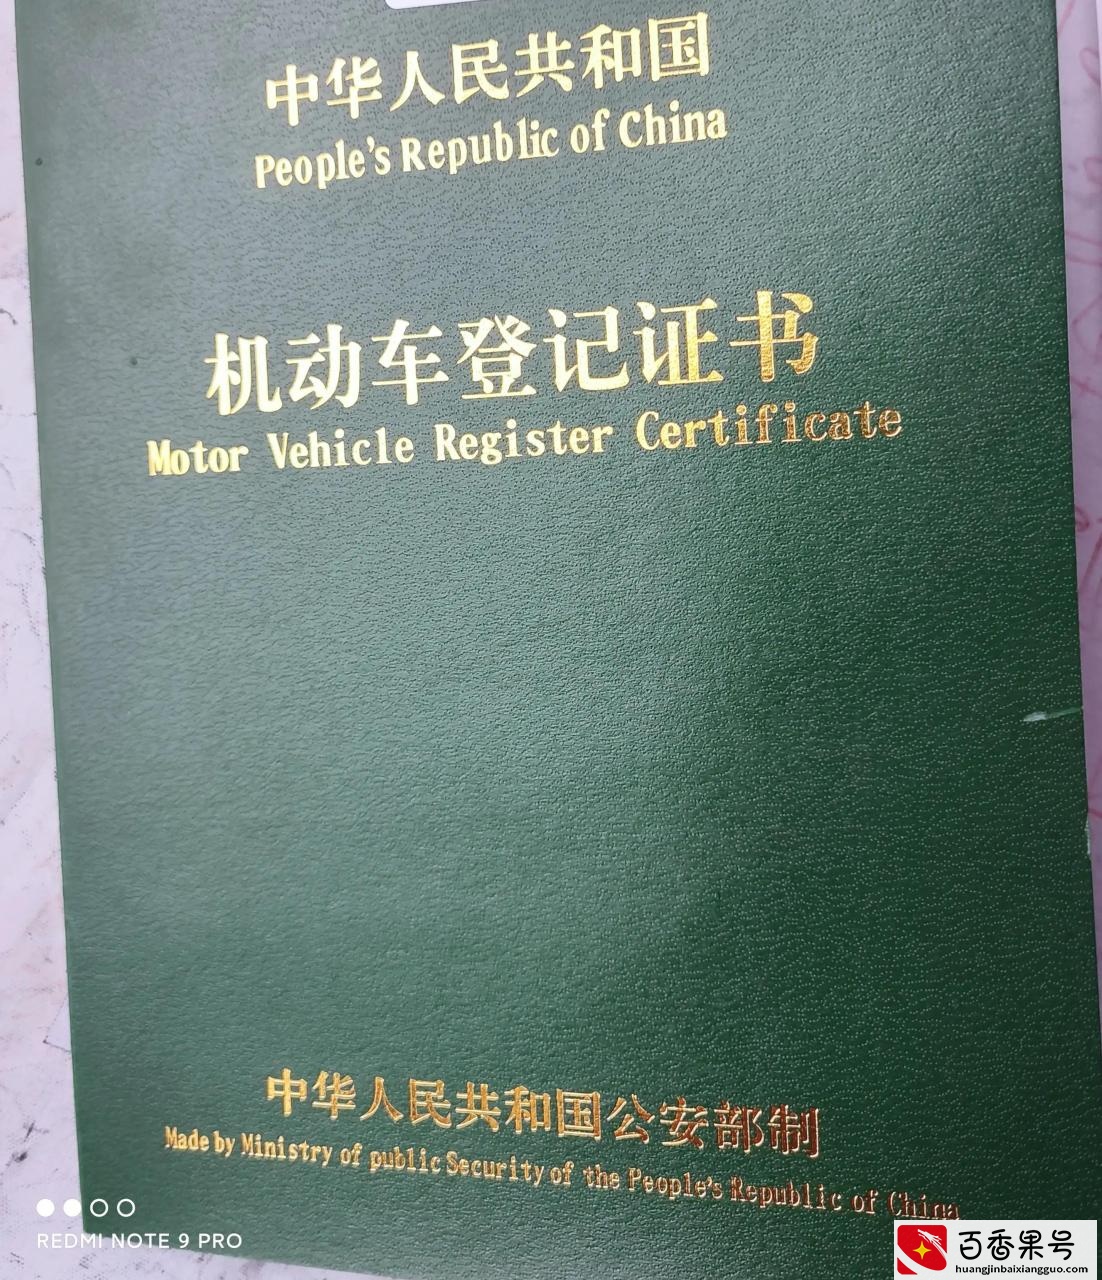 中华人民共和国
People's Republic of China
机动车登记证书
Motor Vehicle Register Certificate
中华人民共和国公安部制
Made by Ministry of public Security of the People's Republic of China
REDMI NOTE 9 PRO
百香果号
huangjinbaixiangguo.com